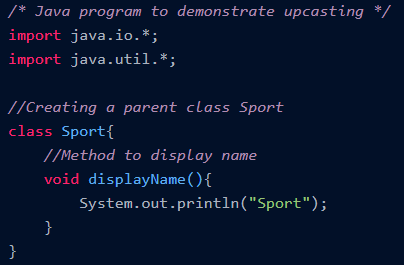 /* Java program to demonstrate upcasting */
import java.io.*;
import java.util.*;

//Creating a parent class Sport
class Sport{
    //Method to display name
    void displayName(){
        System.out.println("Sport");
    }
}